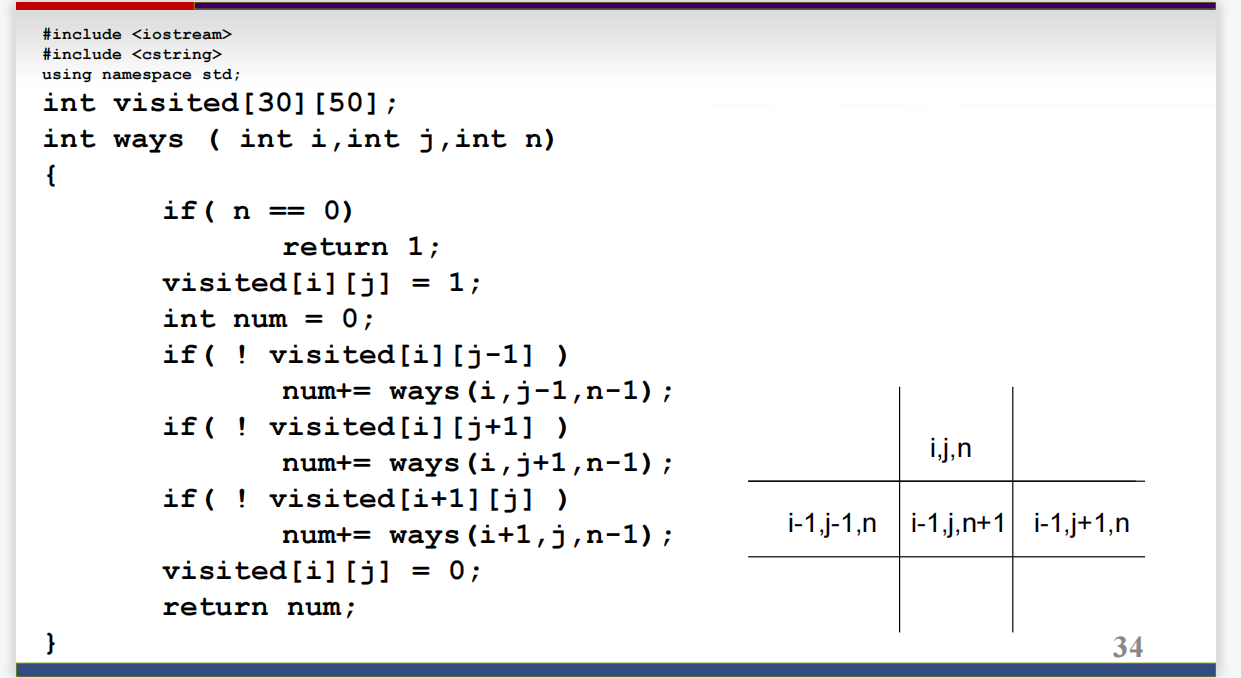 #include <iostream>
#include <cstring>
using namespace std;
int visited[30][50];
int ways ( int i,int j,int n)
{
if( n == 0)
return 1;
visited[i][j] = 1;
int num = 0;
if( ! visited[i][j-1] )
num+= ways(i,j-1,n-1);
if( ! visited[i][j+1] )
num+= ways(i,j+1,n-1);
if( ! visited[i+1][j] )
num+= ways(i+1,j,n-1);
visited[i][j] = 0;
return num;
}
i,j,n
i-1,j-1,n i-1,j,n+1 i-1,j+1,n
34